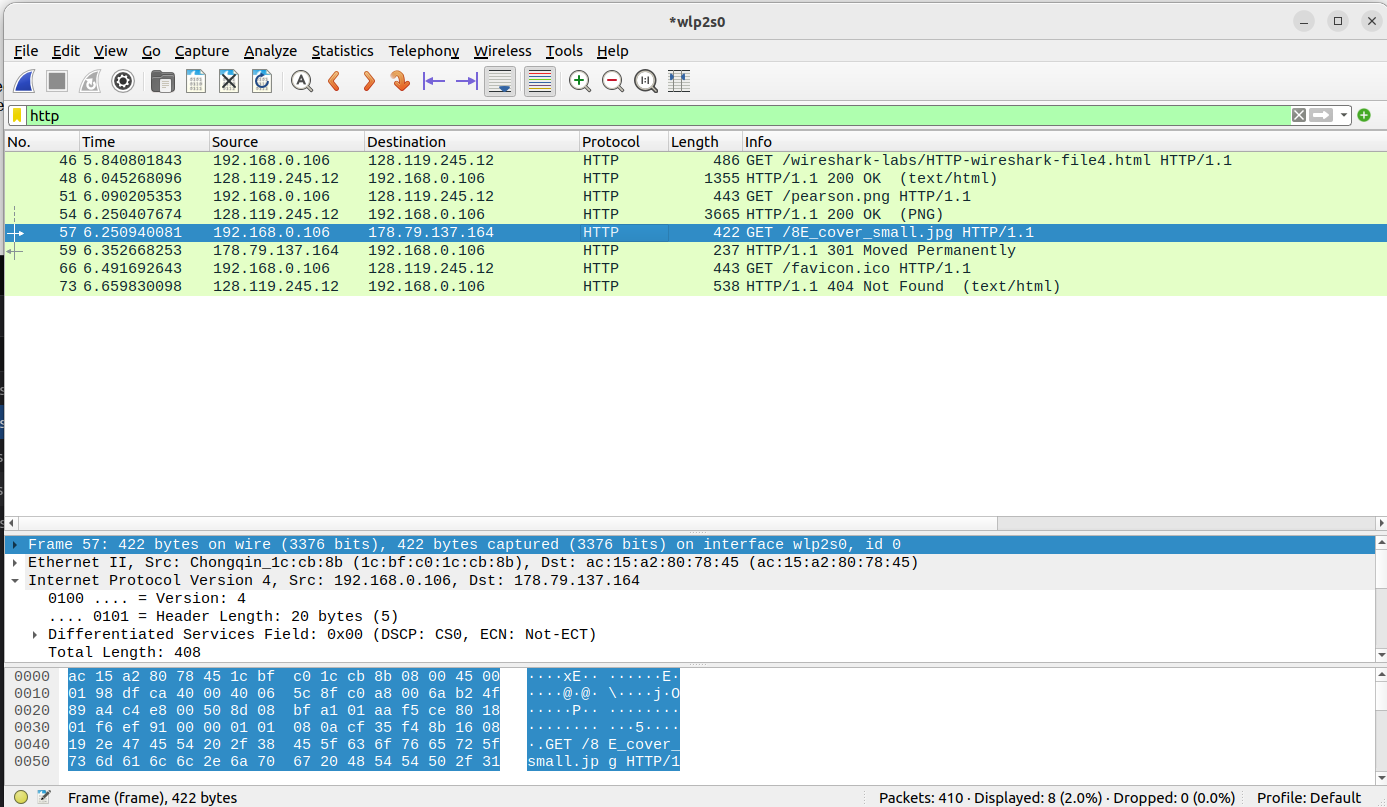 *wlp2s0
File Edit View Go Capture Analyze Statistics Telephony Wireless Tools Help
http
No. Time Source Destination Protocol Length Info
46 5.840801843 192.168.0.106 128.119.245.12 HTTP 486 GET /wireshark-labs/HTTP-wireshark-file4.html HTTP/1.1
48 6.045268096 128.119.245.12 192.168.0.106 HTTP 1355 HTTP/1.1 200 OK (text/html)
51 6.090205353 192.168.0.106 128.119.245.12 HTTP 443 GET /pearson.png HTTP/1.1
54 6.250407674 128.119.245.12 192.168.0.106 HTTP 3665 HTTP/1.1 200 OK (PNG)
57 6.250940081 192.168.0.106 178.79.137.164 HTTP 422 GET /8E_cover_small.jpg HTTP/1.1
59 6.352668253 178.79.137.164 192.168.0.106 HTTP 237 HTTP/1.1 301 Moved Permanently
66 6.491692643 192.168.0.106 128.119.245.12 HTTP 443 GET /favicon.ico HTTP/1.1
73 6.659830098 128.119.245.12 192.168.0.106 HTTP 538 HTTP/1.1 404 Not Found (text/html)
Frame 57: 422 bytes on wire (3376 bits), 422 bytes captured (3376 bits) on interface wlp2s0, id 0
Ethernet II, Src: Chongqin_1c:cb:8b (1c:bf:c0:1c:cb:8b), Dst: ac:15:a2:80:78:45 (ac:15:a2:80:78:45)
Internet Protocol Version 4, Src: 192.168.0.106, Dst: 178.79.137.164
0100 .... = Version: 4
.... 0101 = Header Length: 20 bytes (5)
Differentiated Services Field: 0x00 (DSCP: CS0, ECN: Not-ECT)
Total Length: 408
0000 ac 15 a2 80 78 45 1c bf c0 1c cb 8b 08 00 45 00 ····xE·· ······E·
0010 01 98 df ca 40 00 40 06 5c 8f c0 a8 00 6a b2 4f ····@·@· \····j·O
0020 89 a4 c4 e8 00 50 8d 08 bf a1 01 aa f5 ce 80 18 ·····P·· ········
0030 01 f6 ef 91 00 00 01 01 08 0a cf 35 f4 8b 16 08 ········ ···5····
0040 19 2e 47 45 54 20 2f 38 45 5f 63 6f 76 65 72 5f ·.GET /8 E_cover_
0050 73 6d 61 6c 6c 2e 6a 70 67 20 48 54 54 50 2f 31 small.jp g HTTP/1
Frame (frame), 422 bytes Packets: 410 · Displayed: 8 (2.0%) · Dropped: 0 (0.0%) Profile: Default